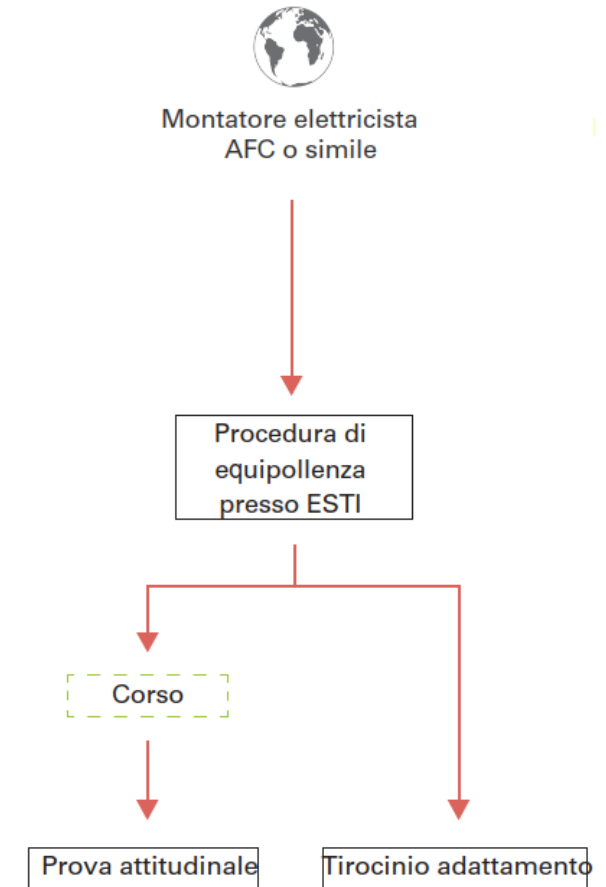 Montatore elettricista
AFC o simile
Procedura di
equipollenza
presso ESTI
Corso
Prova attitudinale
Tirocinio adattamento